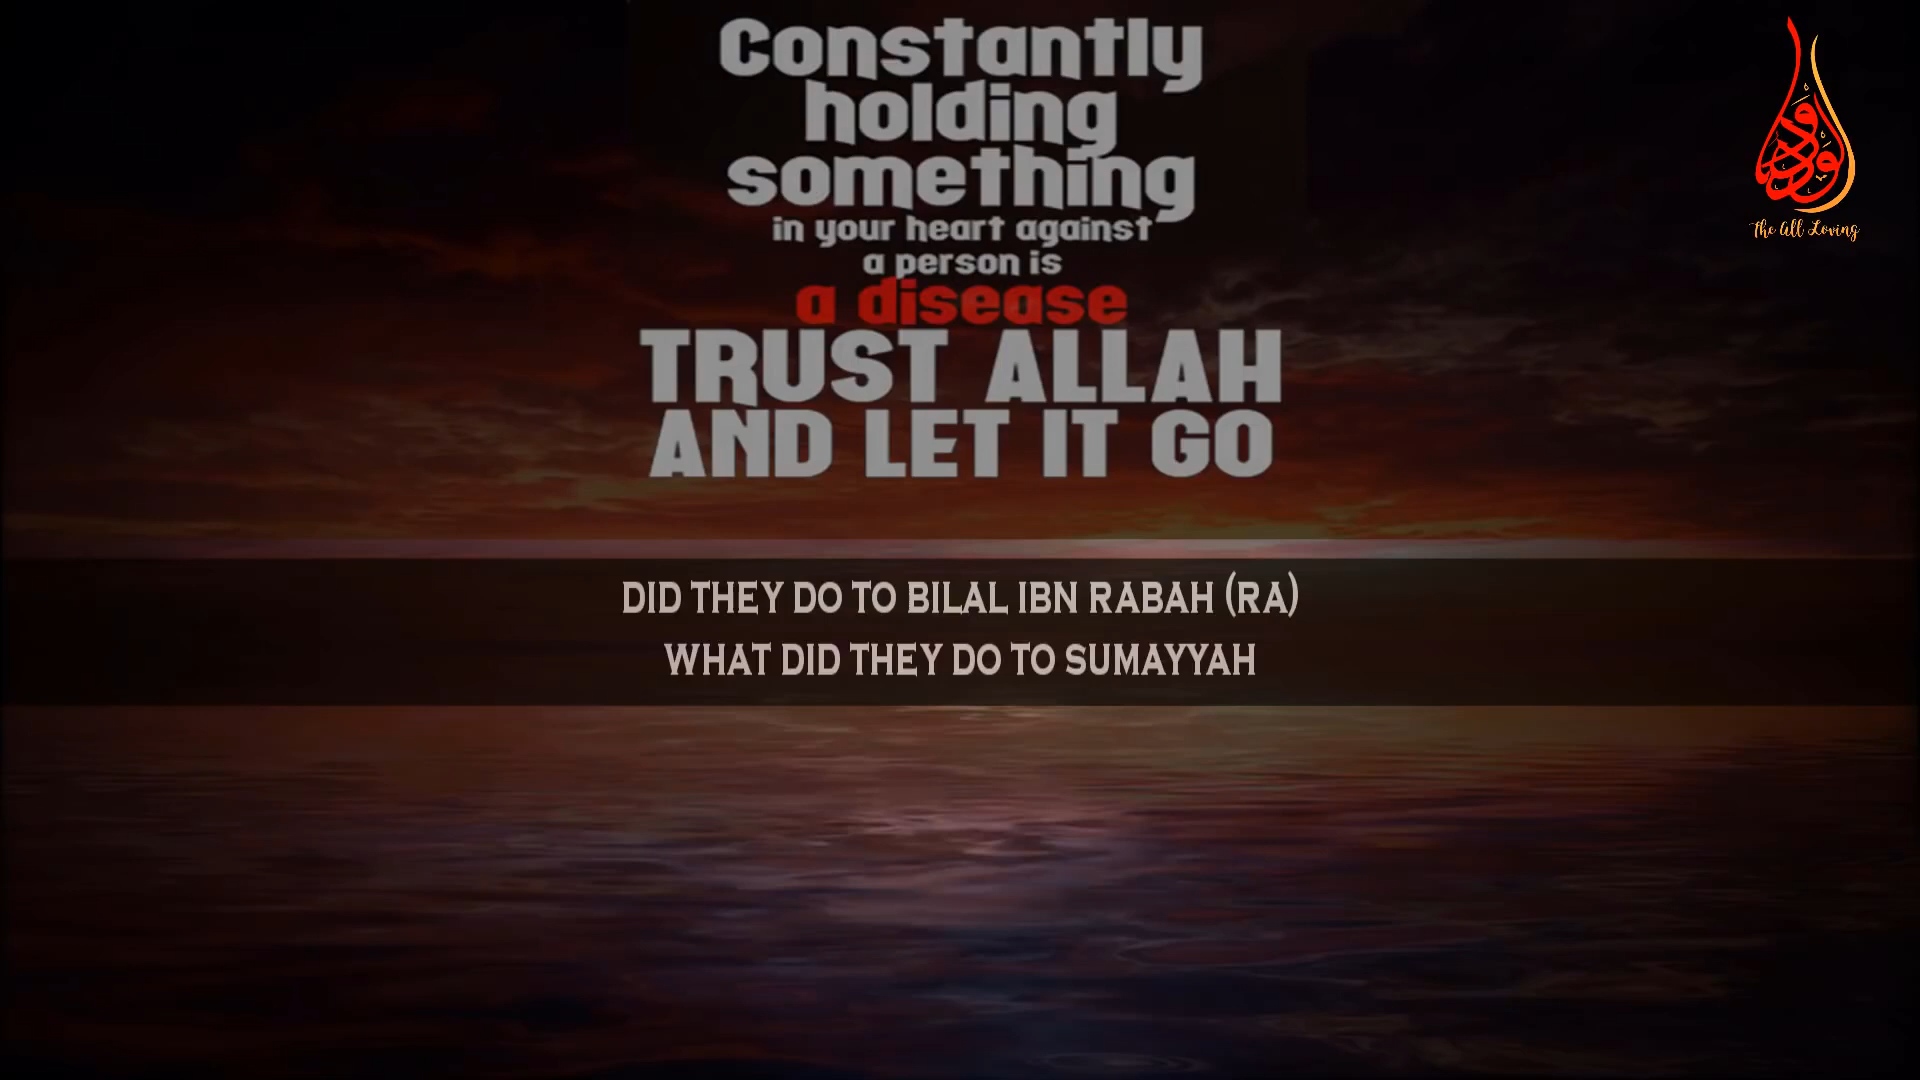 Constantly
holding
something
in your heart against
a person is
a disease
TRUST ALLAH
AND LET IT GO
The All Loving
DID THEY DO TO BILAL IBN RABAH (RA)
WHAT DID THEY DO TO SUMAYYAH